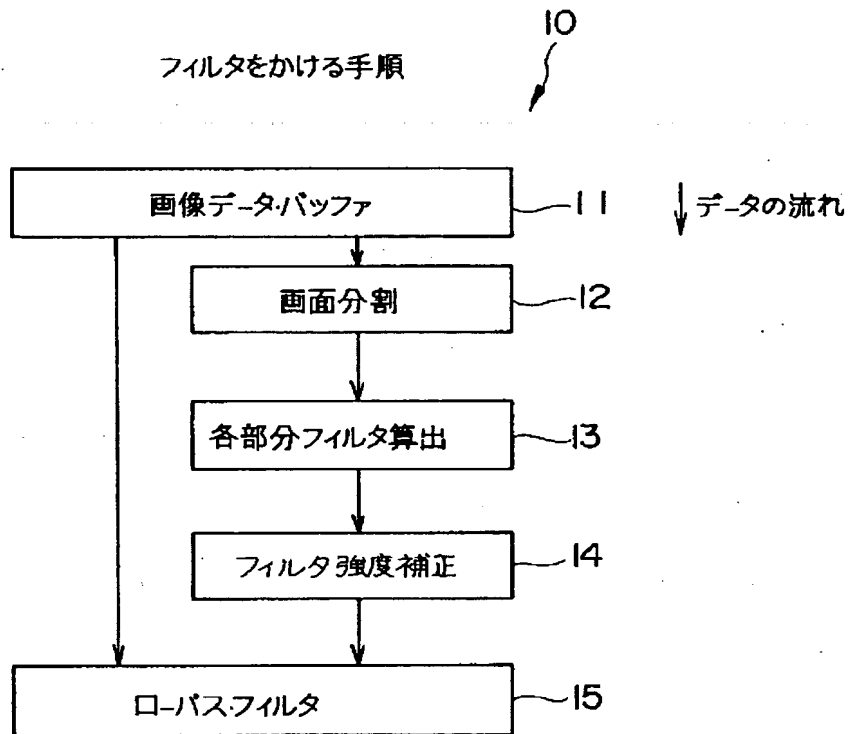 10
フィルタをかける手順
画像データ・バッファ
11
データの流れ
画面分割
12
各部分フィルタ算出
13
フィルタ強度補正
14
ローパス・フィルタ
15